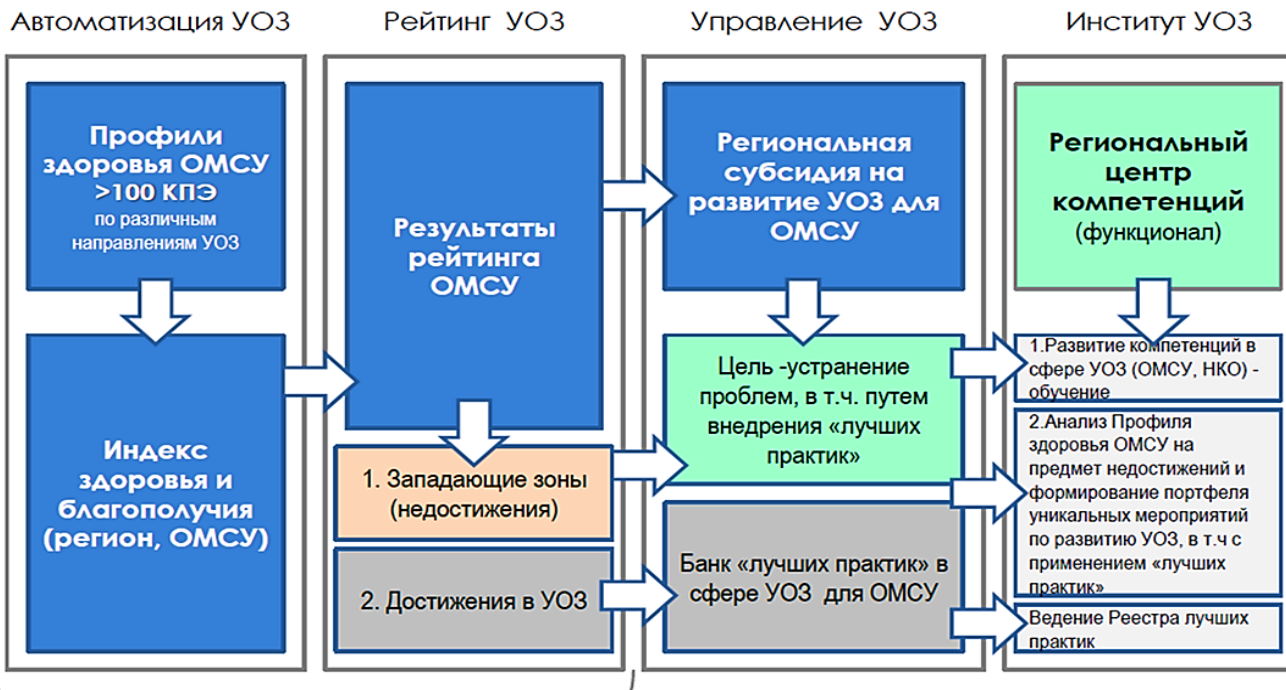 Автоматизация УОЗ
Рейтинг УОЗ
Управление УОЗ
Институт УОЗ
Профили
здоровья ОМСУ
>100 КПЭ
по различным
направлениям УОЗ
Индекс
здоровья и
благополучия
(регион, ОМСУ)
Результаты
рейтинга
ОМСУ
1. Западающие зоны
(недостижения)
2. Достижения в УОЗ
Региональная
субсидия на
развитие УОЗ для
ОМСУ
Цель -устранение
проблем, в т.ч. путем
внедрения «лучших
практик»
Банк «лучших практик» в
сфере УОЗ для ОМСУ
Региональный
центр
компетенций
(функционал)
1.Развитие компетенций в
сфере УОЗ (ОМСУ, НКО) -
обучение
2.Анализ Профиля
здоровья ОМСУ на
предмет недостижений и
формирование портфеля
уникальных мероприятий
по развитию УОЗ, в т.ч с
применением «лучших
практик»
Ведение Реестра лучших
практик